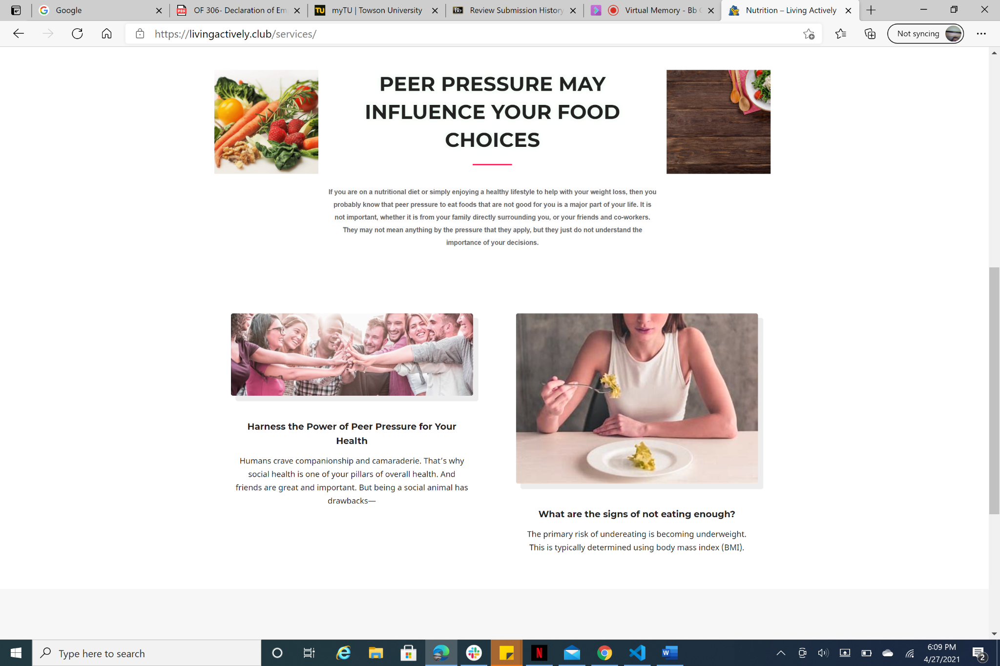 Google
OF 306- Declaration of Em
myTU | Towson University
Review Submission History
Virtual Memory - Bb
Nutrition – Living Actively
https://livingactively.club/services/
Not syncing
PEER PRESSURE MAY
INFLUENCE YOUR FOOD
CHOICES
If you are on a nutritional diet or simply enjoying a healthy lifestyle to help with your weight loss, then you
probably know that peer pressure to eat foods that are not good for you is a major part of your life. It is
not important, whether it is from your family directly surrounding you, or your friends and co-workers.
They may not mean anything by the pressure that they apply, but they just do not understand the
importance of your decisions.
Harness the Power of Peer Pressure for Your
Health
Humans crave companionship and camaraderie. That’s why
social health is one of your pillars of overall health. And
friends are great and important. But being a social animal has
drawbacks—
What are the signs of not eating enough?
The primary risk of undereating is becoming underweight.
This is typically determined using body mass index (BMI).
Type here to search
6:09 PM
4/27/2021
2